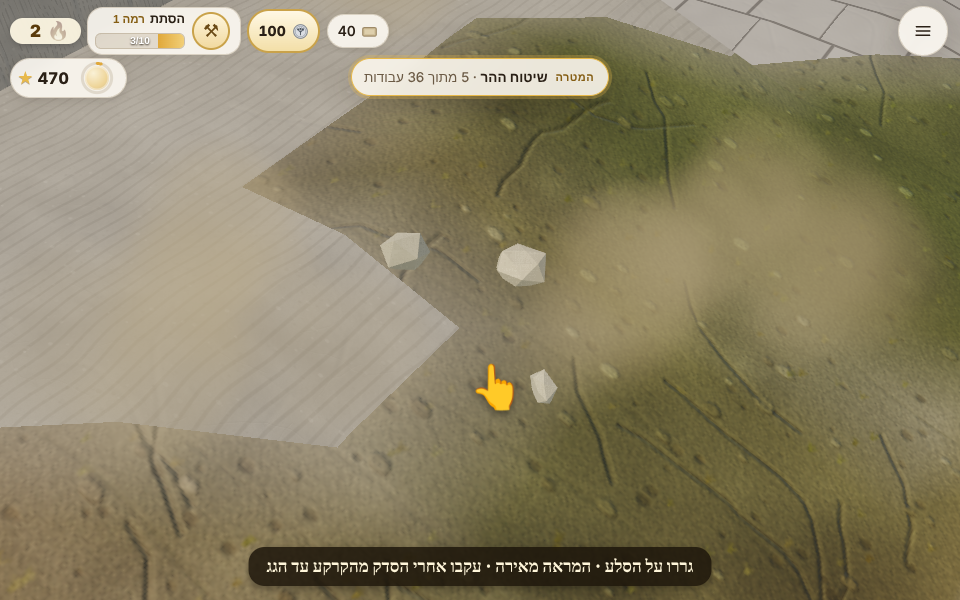 2
הסתת רמה 1
3/10
100
40
470
המטרה שיטוח ההר · 5 מתוך 36 עבודות
גררו על הסלע · המראה מאירה · עקבו אחרי הסדק מהקרקע עד הגג